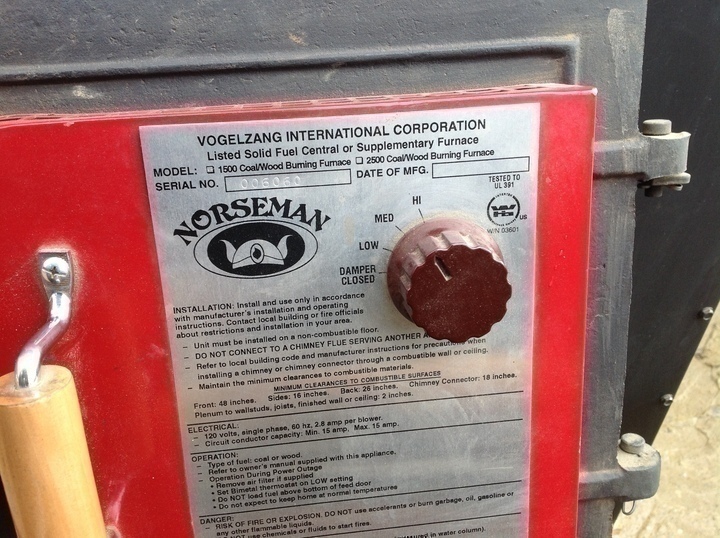 VOGELZANG INTERNATIONAL CORPORATION
Listed Solid Fuel Central or Supplementary Furnace
MODEL: ☐ 1500 Coal/Wood Burning Furnace ☐ 2500 Coal/Wood Burning Furnace
SERIAL NO. DATE OF MFG.
TESTED TO
UL 391
US
W/N 03601
NORSEMAN
HI
MED
LOW
DAMPER
CLOSED
INSTALLATION: Install and use only in accordance
with manufacturer's installation and operating
instructions. Contact local building or fire officials
about restrictions and installation in your area.
– Unit must be installed on a non-combustible floor.
– DO NOT CONNECT TO A CHIMNEY FLUE SERVING ANOTHER
– Refer to local building code and manufacturer instructions for precautions when
installing a chimney or chimney connector through a combustible wall or ceiling.
– Maintain the minimum clearances to combustible materials.
MINIMUM CLEARANCES TO COMBUSTIBLE SURFACES
Front: 48 inches. Sides: 16 inches. Back: 26 inches. Chimney Connector: 18 inches.
Plenum to wallstuds, joists, finished wall or ceiling: 2 inches.
ELECTRICAL:
– 120 volts, single phase, 60 hz, 2.8 amp per blower.
– Circuit conductor capacity: Min. 15 amp. Max. 15 amp.
OPERATION:
– Type of fuel: coal or wood.
– Refer to owner's manual supplied with this appliance.
– Operation During Power Outage
• Remove air filter if supplied
• Set Bimetal thermostat on LOW setting
• Do NOT load fuel above bottom of feed door
• Do not expect to keep home at normal temperatures
DANGER:
– RISK OF FIRE OR EXPLOSION. DO NOT use accelerants or burn garbage, oil, gasoline or
any other flammable liquids.
NOT use chemicals or fluids to start fires.
in water column).